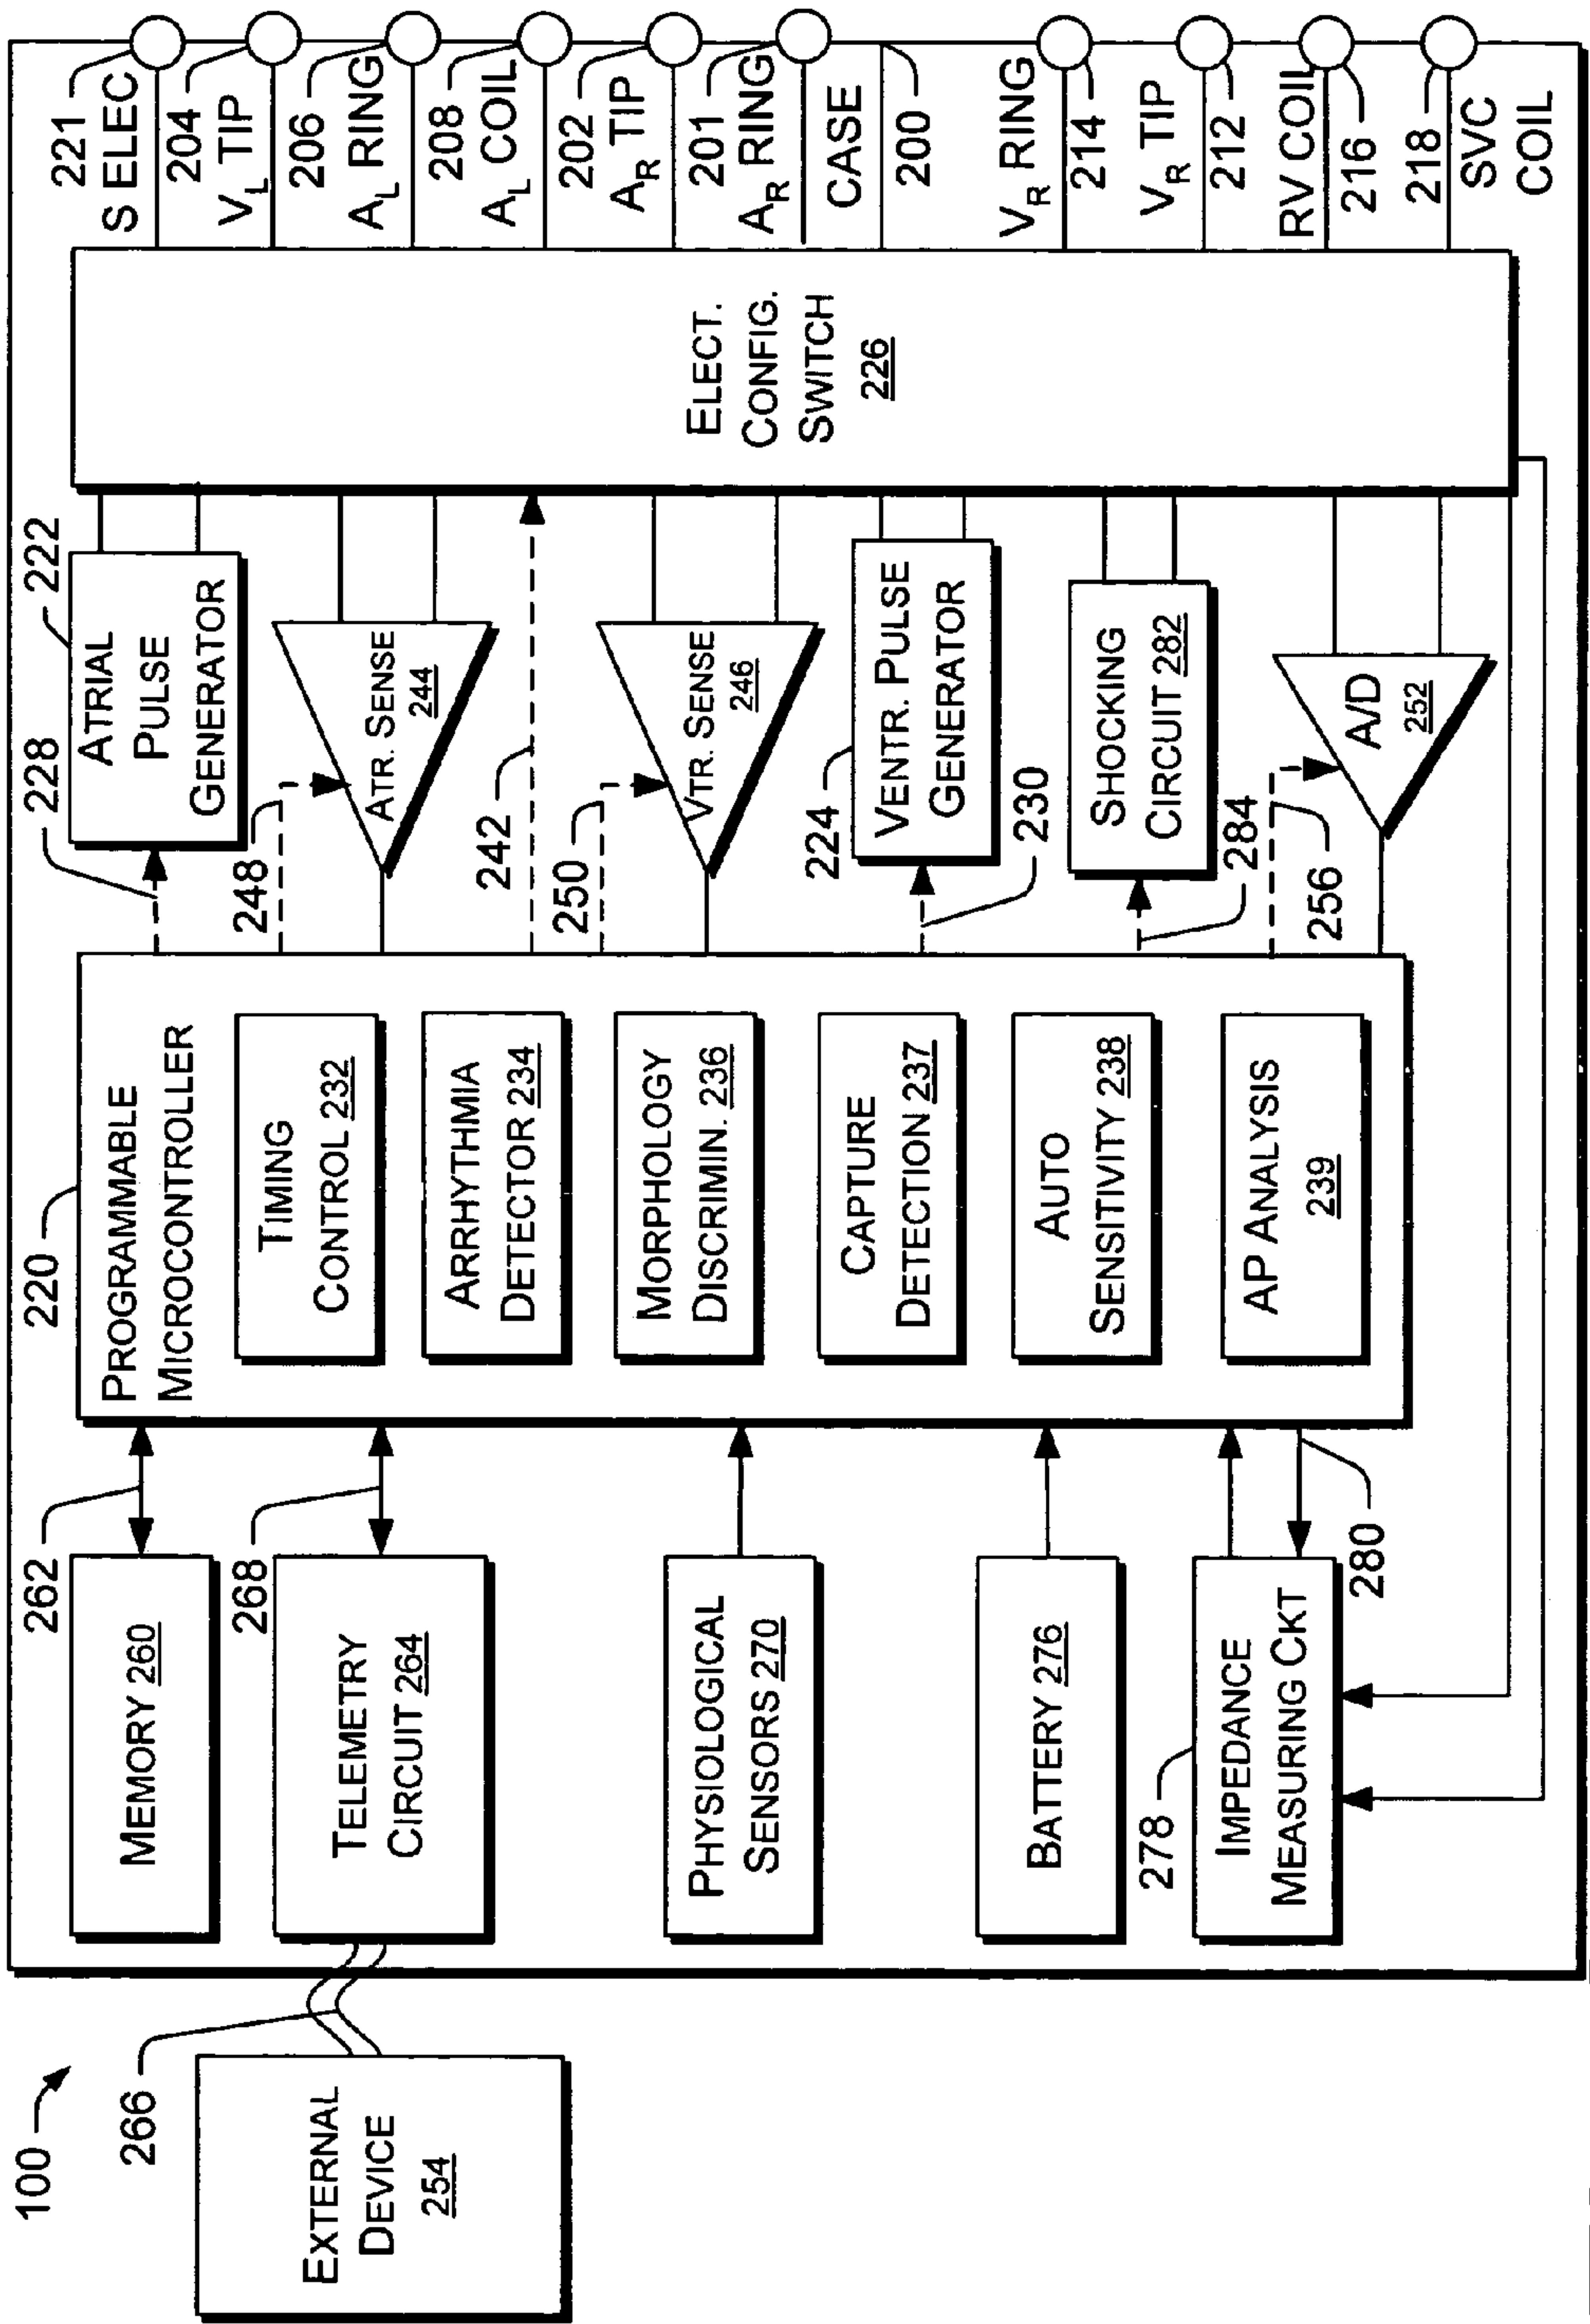 100
EXTERNAL
DEVICE
254
266
262
MEMORY 260
268
TELEMETRY
CIRCUIT 264
PHYSIOLOGICAL
SENSORS 270
BATTERY 276
278
IMPEDANCE
MEASURING CKT
280
220
PROGRAMMABLE
MICROCONTROLLER
TIMING
CONTROL 232
ARRHYTHMIA
DETECTOR 234
MORPHOLOGY
DISCRIMIN. 236
CAPTURE
DETECTION 237
AUTO
SENSITIVITY 238
AP ANALYSIS
239
228
222
ATRIAL
PULSE
GENERATOR
248
ATR. SENSE
244
242
250
VTR. SENSE
246
224
VENTR. PULSE
GENERATOR
230
SHOCKING
CIRCUIT 282
284
256
A/D
252
ELECT.
CONFIG.
SWITCH
226
221
S ELEC
204
VL TIP
206
AL RING
208
AL COIL
202
AR TIP
201
AR RING
CASE
200
VR RING
214
VR TIP
212
RV COIL
216
218
SVC
COIL